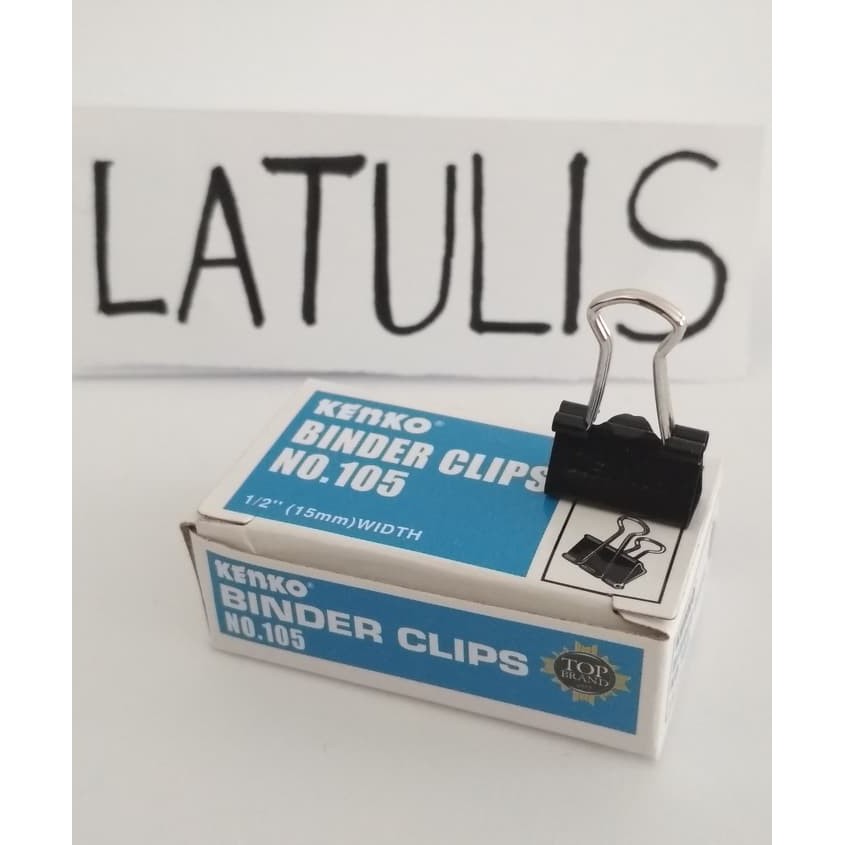 LATULIS
KENKO®
BINDER CLIPS
NO.105
1/2" (15mm)WIDTH
KENKO®
BINDER CLIPS
NO.105
TOP
BRAND